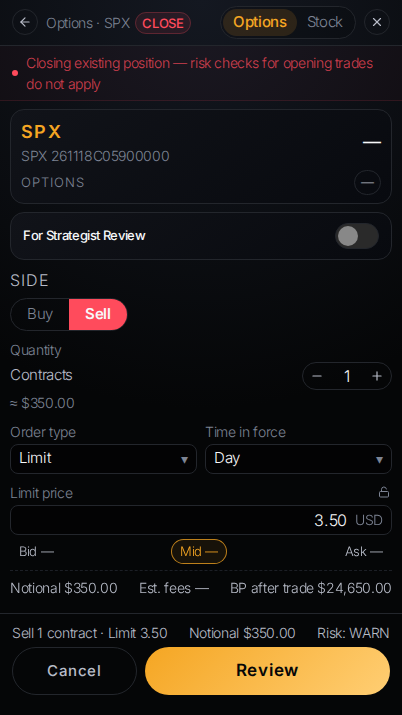 Options · SPX CLOSE Options Stock
Closing existing position — risk checks for opening trades
do not apply
SPX
—
SPX 261118C05900000
OPTIONS —
For Strategist Review
SIDE
Buy Sell
Quantity
Contracts − 1 +
≈ $350.00
Order type Time in force
Limit Day
Limit price
3.50 USD
Bid — Mid — Ask —
Notional $350.00 Est. fees — BP after trade $24,650.00
Sell 1 contract · Limit 3.50 Notional $350.00 Risk: WARN
Cancel Review